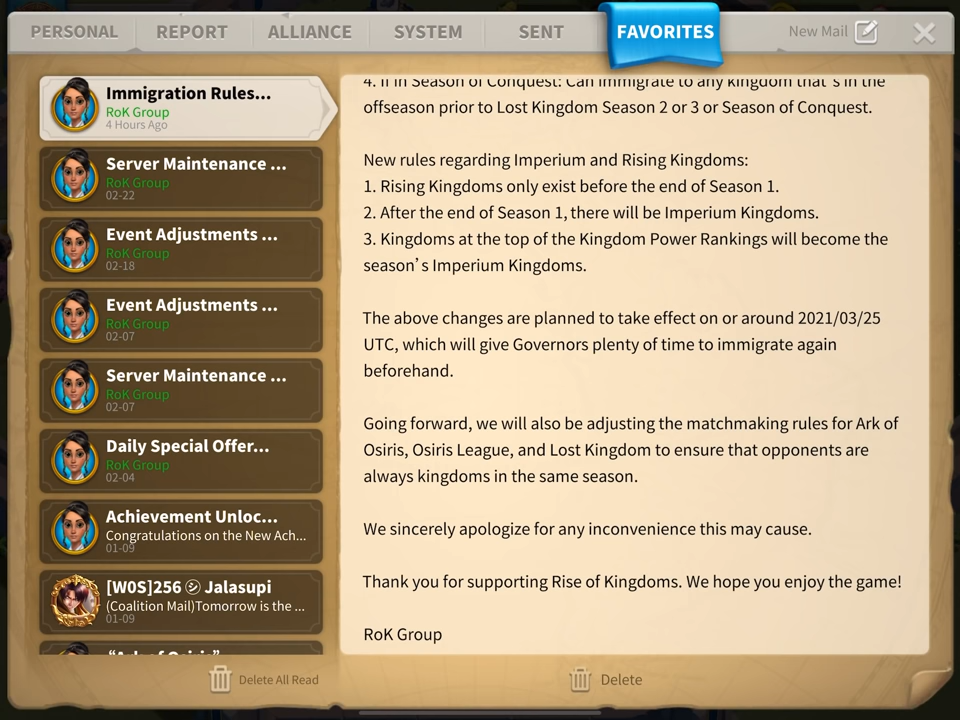 PERSONAL
REPORT
ALLIANCE
SYSTEM
SENT
FAVORITES
New Mail
Immigration Rules...
RoK Group
4 Hours Ago
Server Maintenance ...
RoK Group
02-22
Event Adjustments ...
RoK Group
02-18
Event Adjustments ...
RoK Group
02-07
Server Maintenance ...
RoK Group
02-07
Daily Special Offer...
RoK Group
02-04
Achievement Unloc...
Congratulations on the New Ach...
01-09
[W0S]256 ㋛ Jalasupi
(Coalition Mail)Tomorrow is the ...
01-09
“Ark of Osiris”
4. If in Season of Conquest: Can immigrate to any kingdom that's in the
offseason prior to Lost Kingdom Season 2 or 3 or Season of Conquest.
New rules regarding Imperium and Rising Kingdoms:
1. Rising Kingdoms only exist before the end of Season 1.
2. After the end of Season 1, there will be Imperium Kingdoms.
3. Kingdoms at the top of the Kingdom Power Rankings will become the
season's Imperium Kingdoms.
The above changes are planned to take effect on or around 2021/03/25
UTC, which will give Governors plenty of time to immigrate again
beforehand.
Going forward, we will also be adjusting the matchmaking rules for Ark of
Osiris, Osiris League, and Lost Kingdom to ensure that opponents are
always kingdoms in the same season.
We sincerely apologize for any inconvenience this may cause.
Thank you for supporting Rise of Kingdoms. We hope you enjoy the game!
RoK Group
Delete All Read
Delete